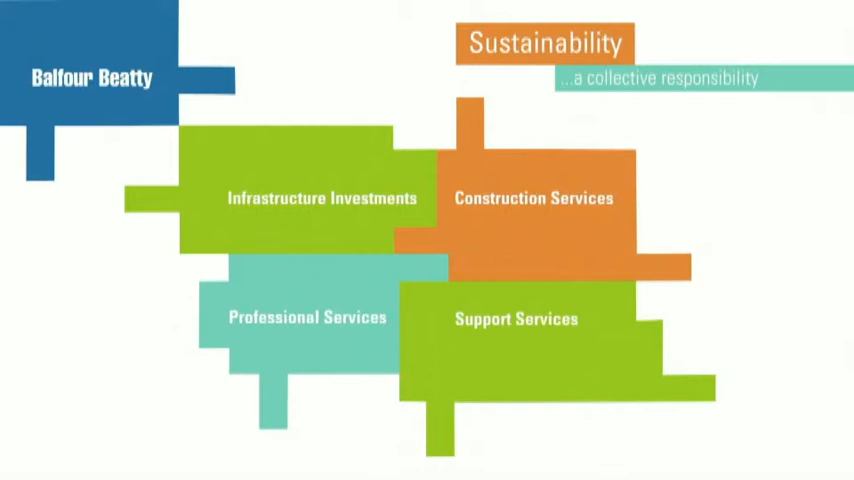 Balfour Beatty
Sustainability
...a collective responsibility
Infrastructure Investments
Construction Services
Professional Services
Support Services